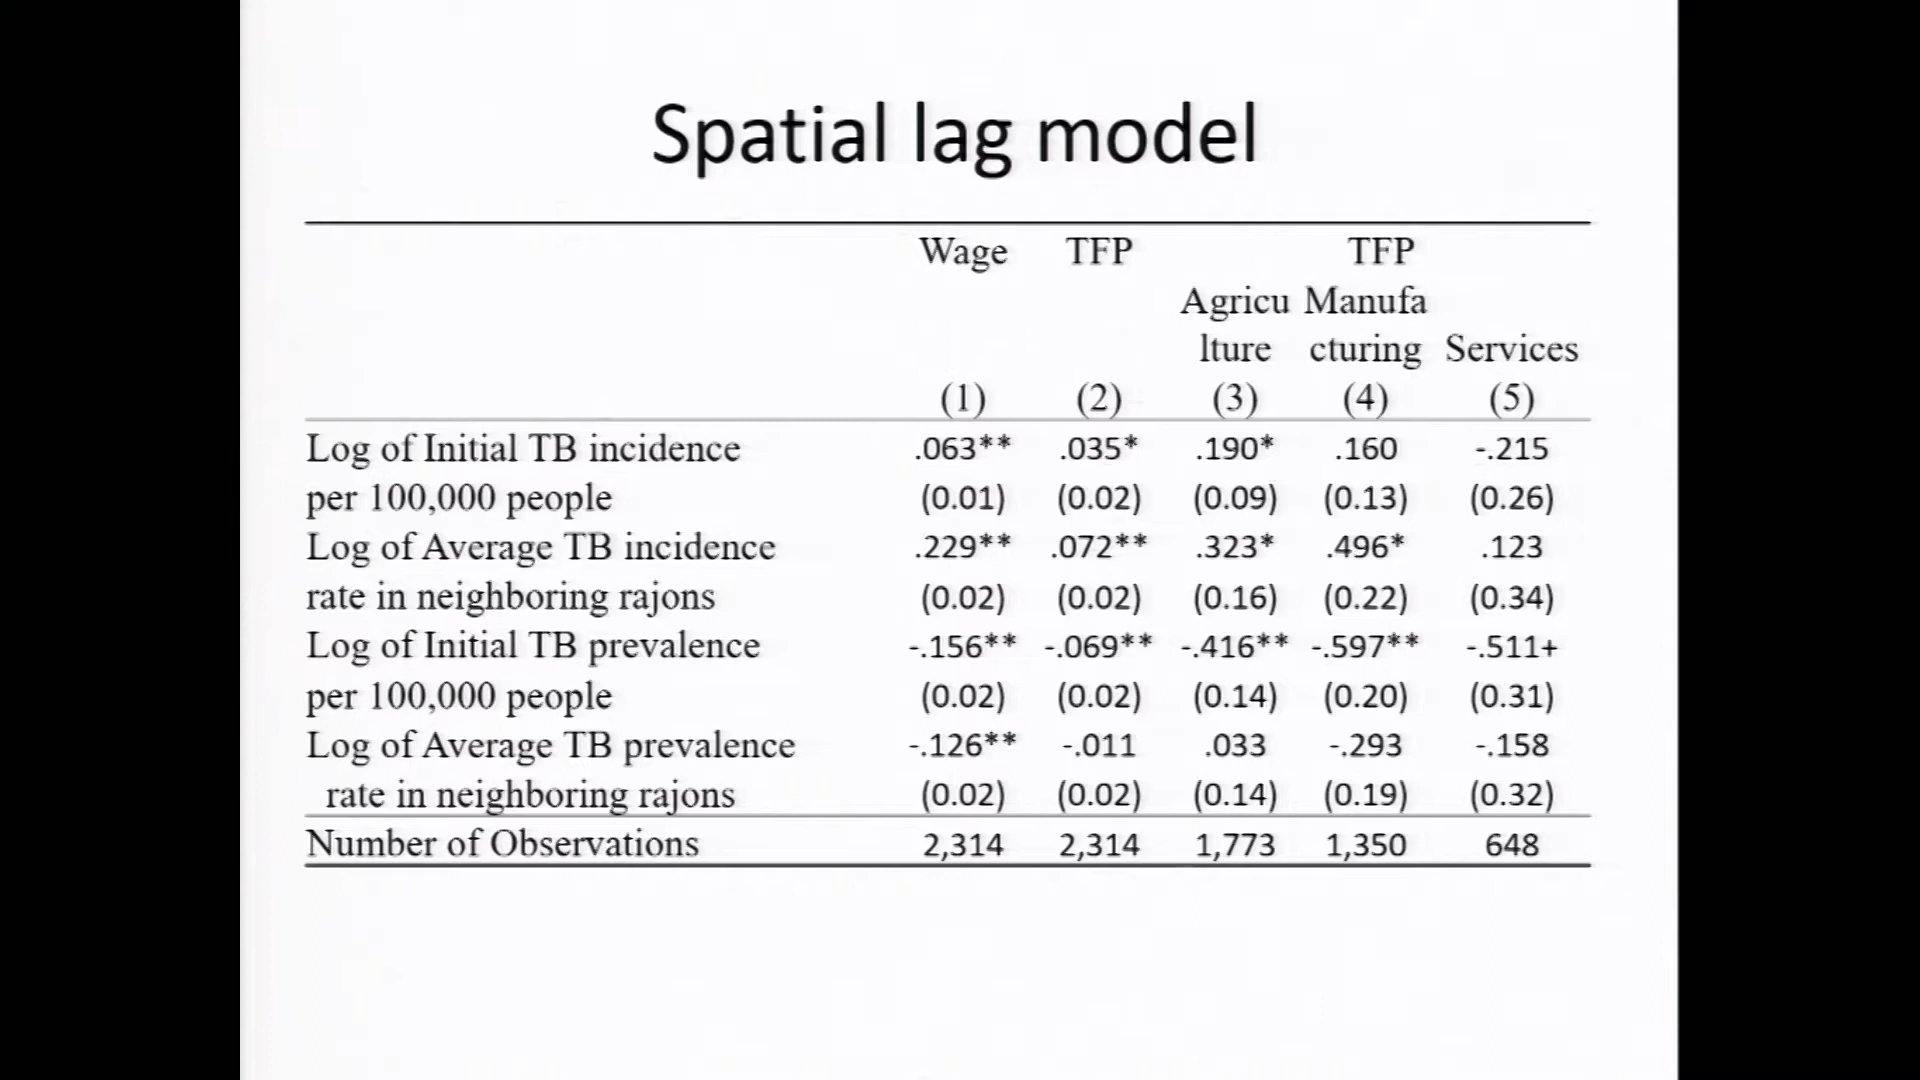 Spatial lag model
Wage TFP TFP
Agricu Manufa
lture cturing Services
(1) (2) (3) (4) (5)
Log of Initial TB incidence .063** .035* .190* .160 -.215
per 100,000 people (0.01) (0.02) (0.09) (0.13) (0.26)
Log of Average TB incidence .229** .072** .323* .496* .123
rate in neighboring rajons (0.02) (0.02) (0.16) (0.22) (0.34)
Log of Initial TB prevalence -.156** -.069** -.416** -.597** -.511+
per 100,000 people (0.02) (0.02) (0.14) (0.20) (0.31)
Log of Average TB prevalence -.126** -.011 .033 -.293 -.158
rate in neighboring rajons (0.02) (0.02) (0.14) (0.19) (0.32)
Number of Observations 2,314 2,314 1,773 1,350 648